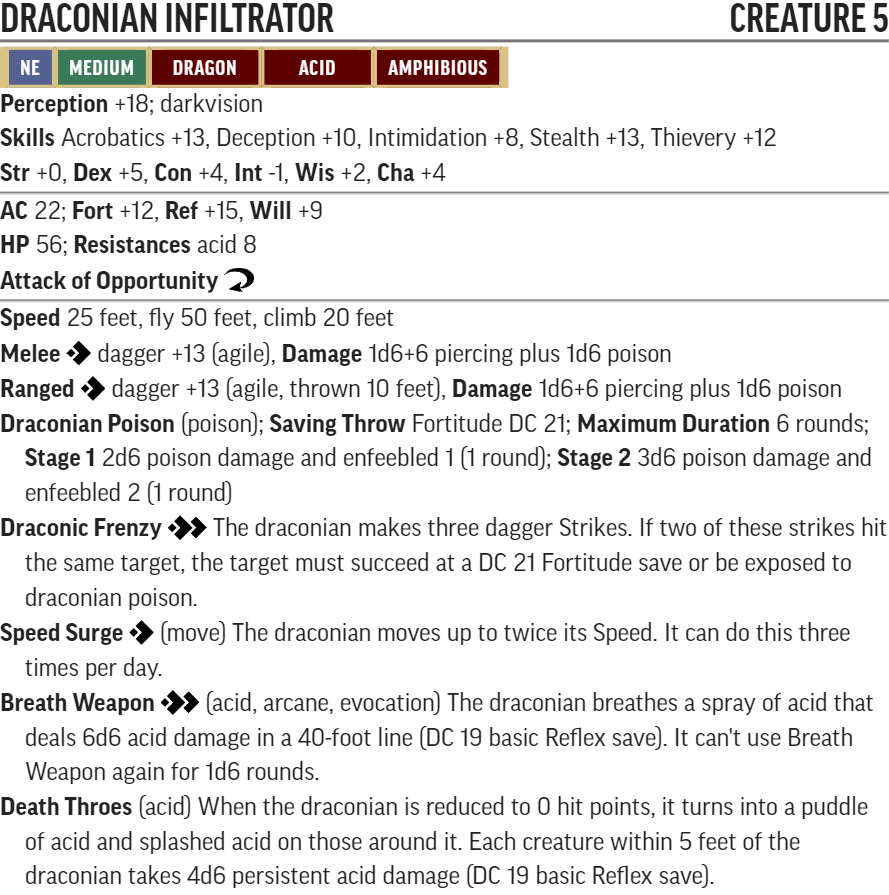 DRACONIAN INFILTRATOR CREATURE 5
NE MEDIUM DRAGON ACID AMPHIBIOUS
Perception +18; darkvision
Skills Acrobatics +13, Deception +10, Intimidation +8, Stealth +13, Thievery +12
Str +0, Dex +5, Con +4, Int -1, Wis +2, Cha +4
AC 22; Fort +12, Ref +15, Will +9
HP 56; Resistances acid 8
Attack of Opportunity
Speed 25 feet, fly 50 feet, climb 20 feet
Melee dagger +13 (agile), Damage 1d6+6 piercing plus 1d6 poison
Ranged dagger +13 (agile, thrown 10 feet), Damage 1d6+6 piercing plus 1d6 poison
Draconian Poison (poison); Saving Throw Fortitude DC 21; Maximum Duration 6 rounds;
Stage 1 2d6 poison damage and enfeebled 1 (1 round); Stage 2 3d6 poison damage and
enfeebled 2 (1 round)
Draconic Frenzy The draconian makes three dagger Strikes. If two of these strikes hit
the same target, the target must succeed at a DC 21 Fortitude save or be exposed to
draconian poison.
Speed Surge (move) The draconian moves up to twice its Speed. It can do this three
times per day.
Breath Weapon (acid, arcane, evocation) The draconian breathes a spray of acid that
deals 6d6 acid damage in a 40-foot line (DC 19 basic Reflex save). It can't use Breath
Weapon again for 1d6 rounds.
Death Throes (acid) When the draconian is reduced to 0 hit points, it turns into a puddle
of acid and splashed acid on those around it. Each creature within 5 feet of the
draconian takes 4d6 persistent acid damage (DC 19 basic Reflex save).